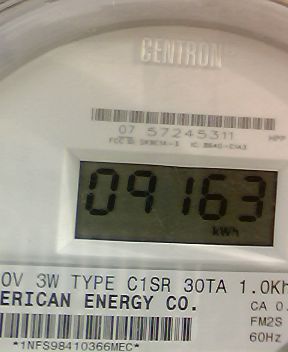 CENTRON
07 57245311
09163
kWh
0V 3W TYPE C1SR 30TA 1.0Kh
ERICAN ENERGY CO.
CA 0.
FM2S
60Hz
*1NFS98410366MEC*